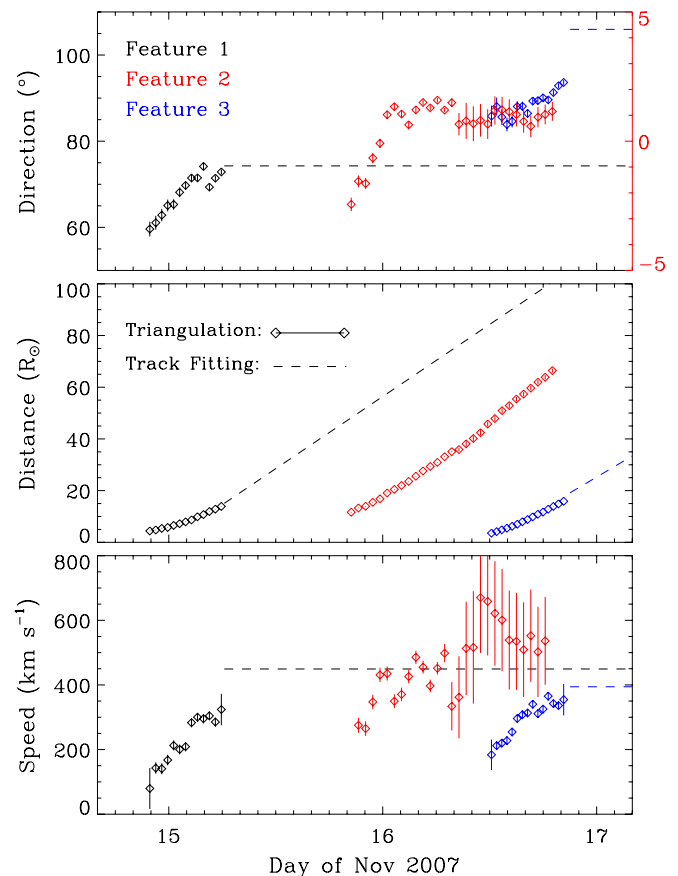 Direction (°)
100
80
60
Feature 1
Feature 2
Feature 3
5
0
-5
Distance (R☉)
100
80
60
40
20
0
Triangulation:
Track Fitting:
Speed (km s⁻¹)
800
600
400
200
0
15
16
17
Day of Nov 2007